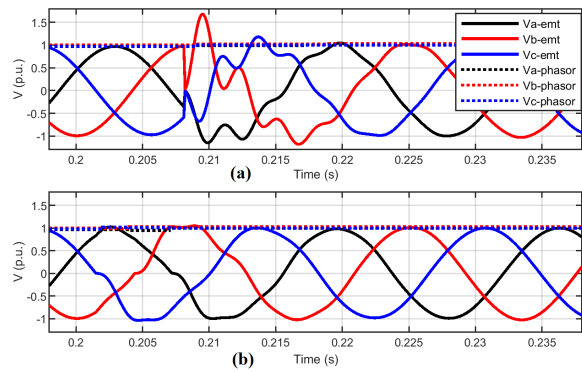 1.5
1
0.5
0
-0.5
-1
V (p.u.)
Va-emt
Vb-emt
Vc-emt
Va-phasor
Vb-phasor
Vc-phasor
0.2 0.205 0.21 0.215 0.22 0.225 0.23 0.235
(a) Time (s)
1.5
1
0.5
0
-0.5
-1
V (p.u.)
0.2 0.205 0.21 0.215 0.22 0.225 0.23 0.235
(b) Time (s)